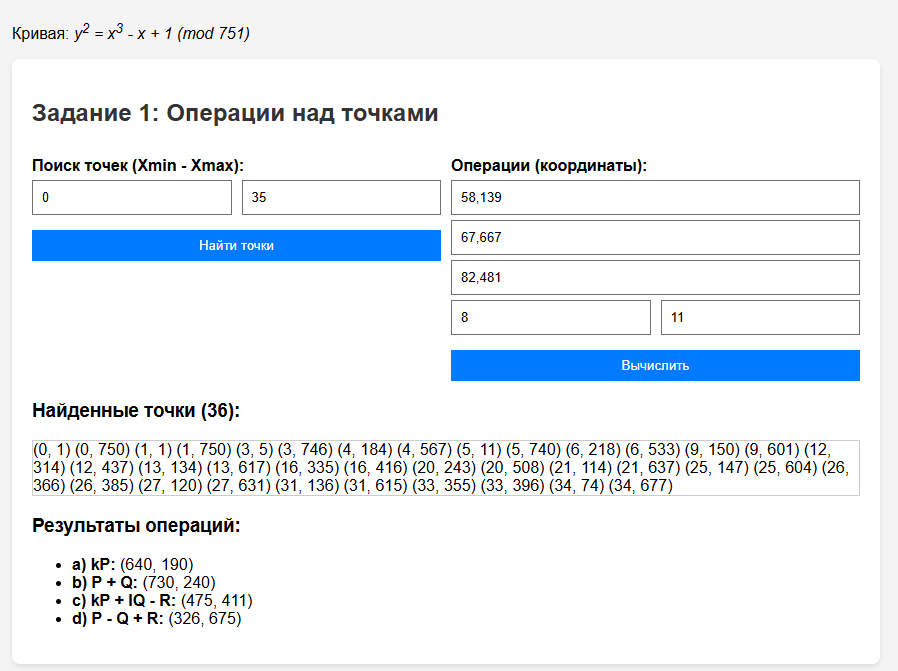 Кривая: y2 = x3 - x + 1 (mod 751)
Задание 1: Операции над точками
Поиск точек (Xmin - Xmax):
0 35
Найти точки
Операции (координаты):
58,139
67,667
82,481
8 11
Вычислить
Найденные точки (36):
(0, 1) (0, 750) (1, 1) (1, 750) (3, 5) (3, 746) (4, 184) (4, 567) (5, 11) (5, 740) (6, 218) (6, 533) (9, 150) (9, 601) (12,
314) (12, 437) (13, 134) (13, 617) (16, 335) (16, 416) (20, 243) (20, 508) (21, 114) (21, 637) (25, 147) (25, 604) (26,
366) (26, 385) (27, 120) (27, 631) (31, 136) (31, 615) (33, 355) (33, 396) (34, 74) (34, 677)
Результаты операций:
• a) kP: (640, 190)
• b) P + Q: (730, 240)
• c) kP + lQ - R: (475, 411)
• d) P - Q + R: (326, 675)